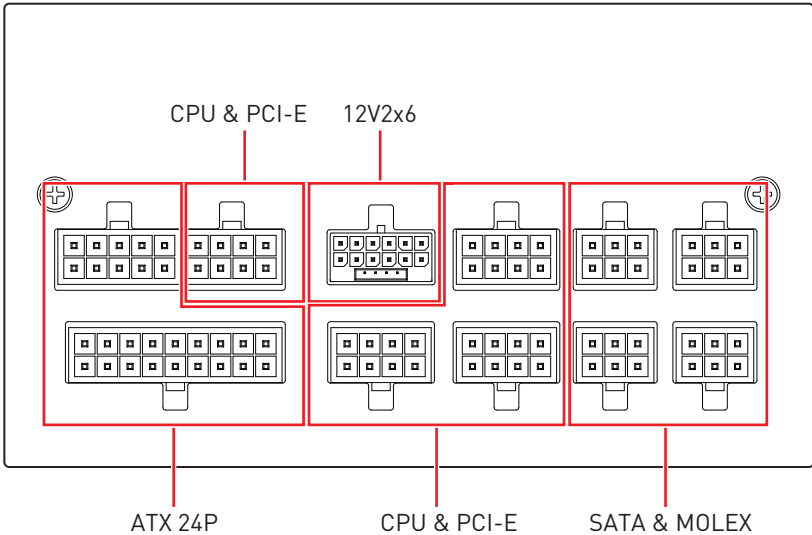 CPU & PCI-E
12V2x6
ATX 24P
CPU & PCI-E
SATA & MOLEX